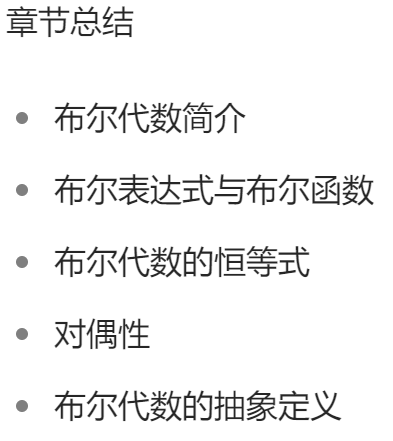 章节总结
布尔代数简介
布尔表达式与布尔函数
布尔代数的恒等式
对偶性
布尔代数的抽象定义